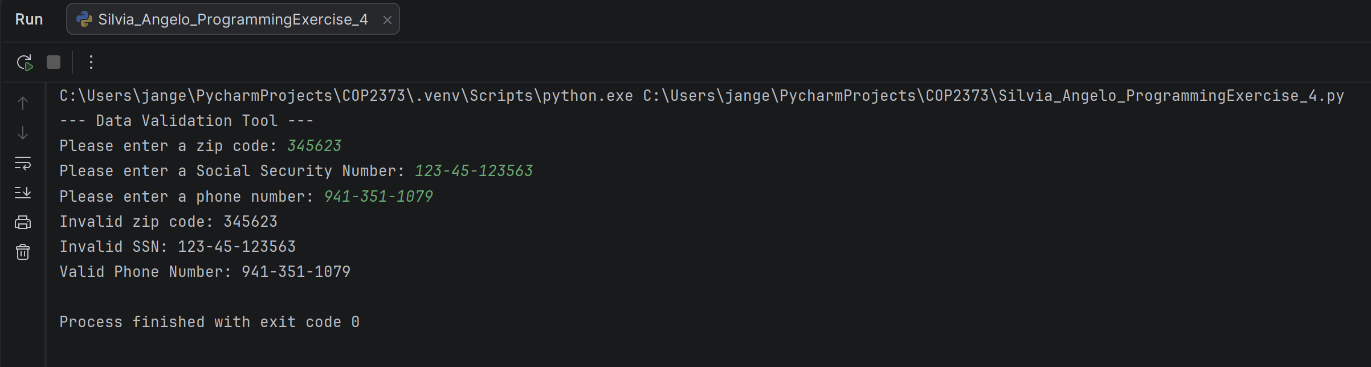 Run Silvia_Angelo_ProgrammingExercise_4
C:\Users\jange\PycharmProjects\COP2373\.venv\Scripts\python.exe C:\Users\jange\PycharmProjects\COP2373\Silvia_Angelo_ProgrammingExercise_4.py
--- Data Validation Tool ---
Please enter a zip code: 345623
Please enter a Social Security Number: 123-45-123563
Please enter a phone number: 941-351-1079
Invalid zip code: 345623
Invalid SSN: 123-45-123563
Valid Phone Number: 941-351-1079
Process finished with exit code 0